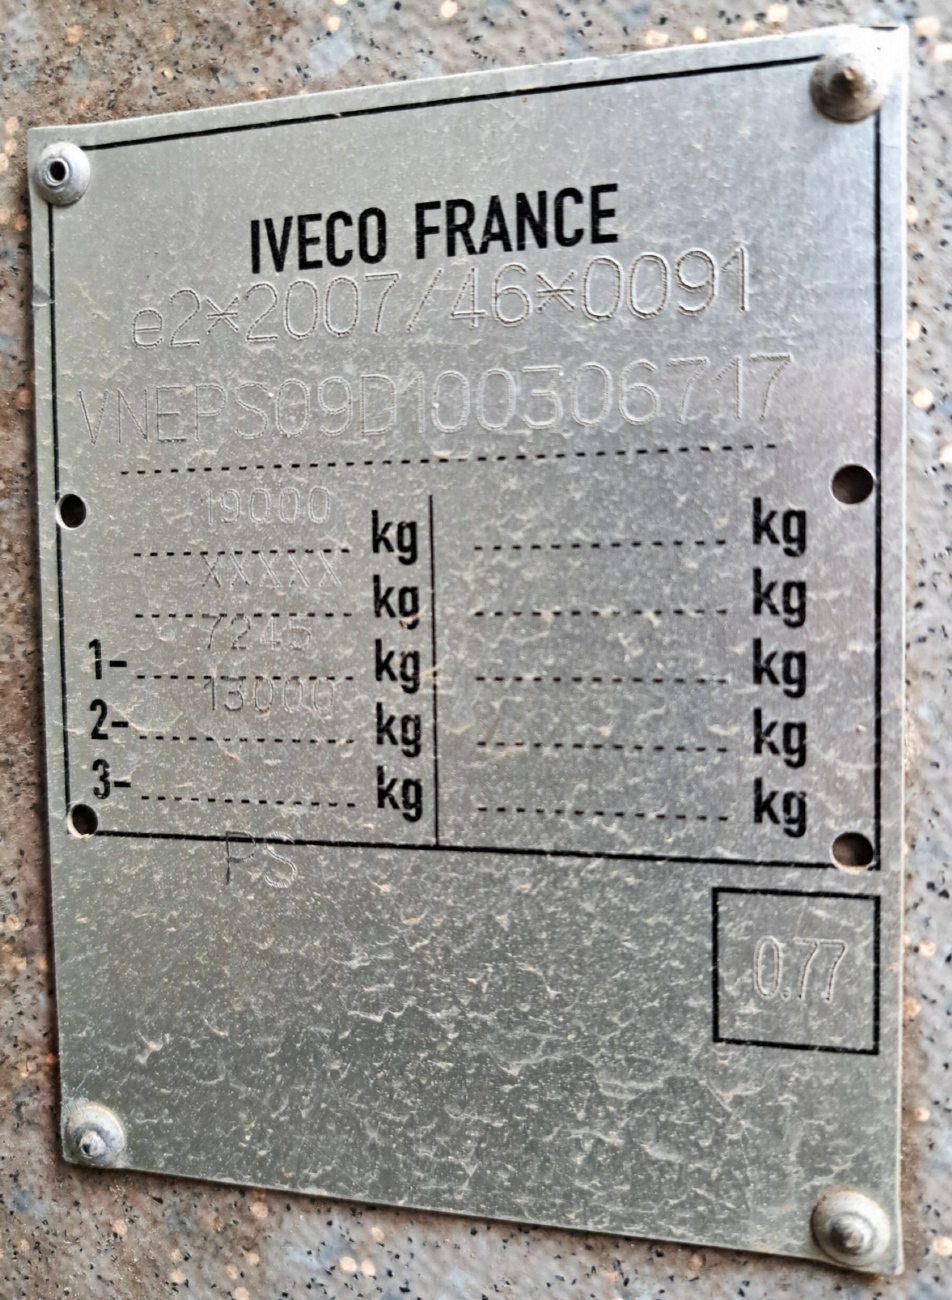 IVECO FRANCE
e2*2007/46*0091
VNEPS09D100306717
19000 kg kg
XXXXX kg kg
1- 7245 kg kg
2- 13000 kg kg
3- kg kg
PS
0.77